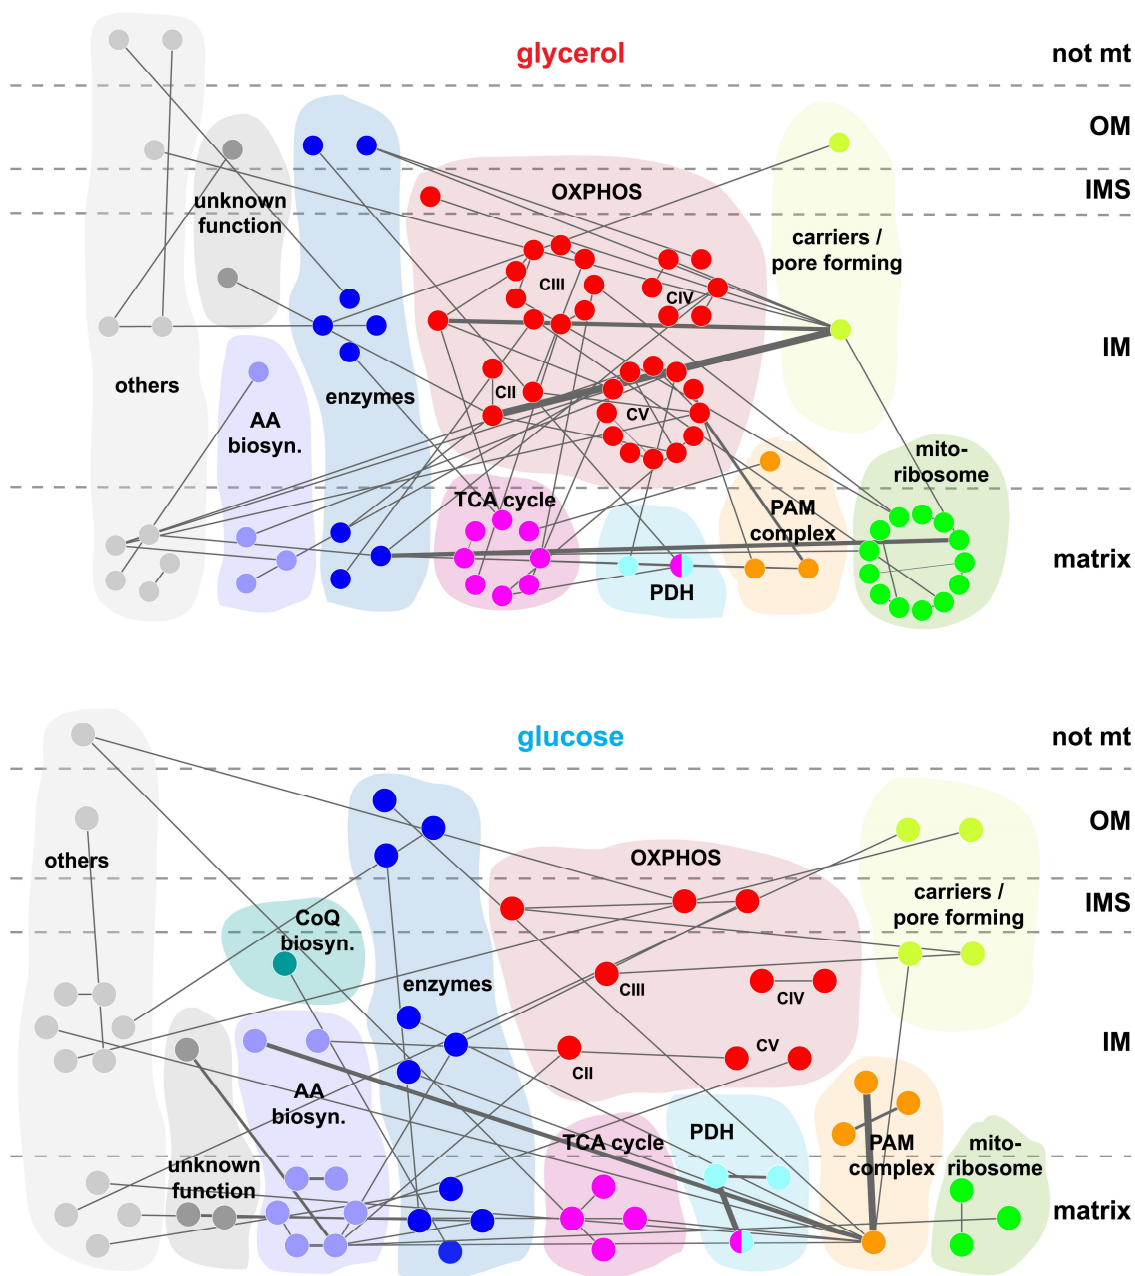 glycerol
not mt
OM
IMS
OXPHOS
unknown
function
carriers /
pore forming
CIII
CIV
IM
others
enzymes
CII
CV
AA
biosyn.
mito-
ribosome
TCA cycle
PAM
complex
matrix
PDH
glucose
not mt
OM
others
OXPHOS
IMS
carriers /
pore forming
CoQ
biosyn.
enzymes
CIII
CIV
IM
CV
CII
AA
biosyn.
PDH
TCA cycle
PAM
complex
mito-
ribosome
unknown
function
matrix